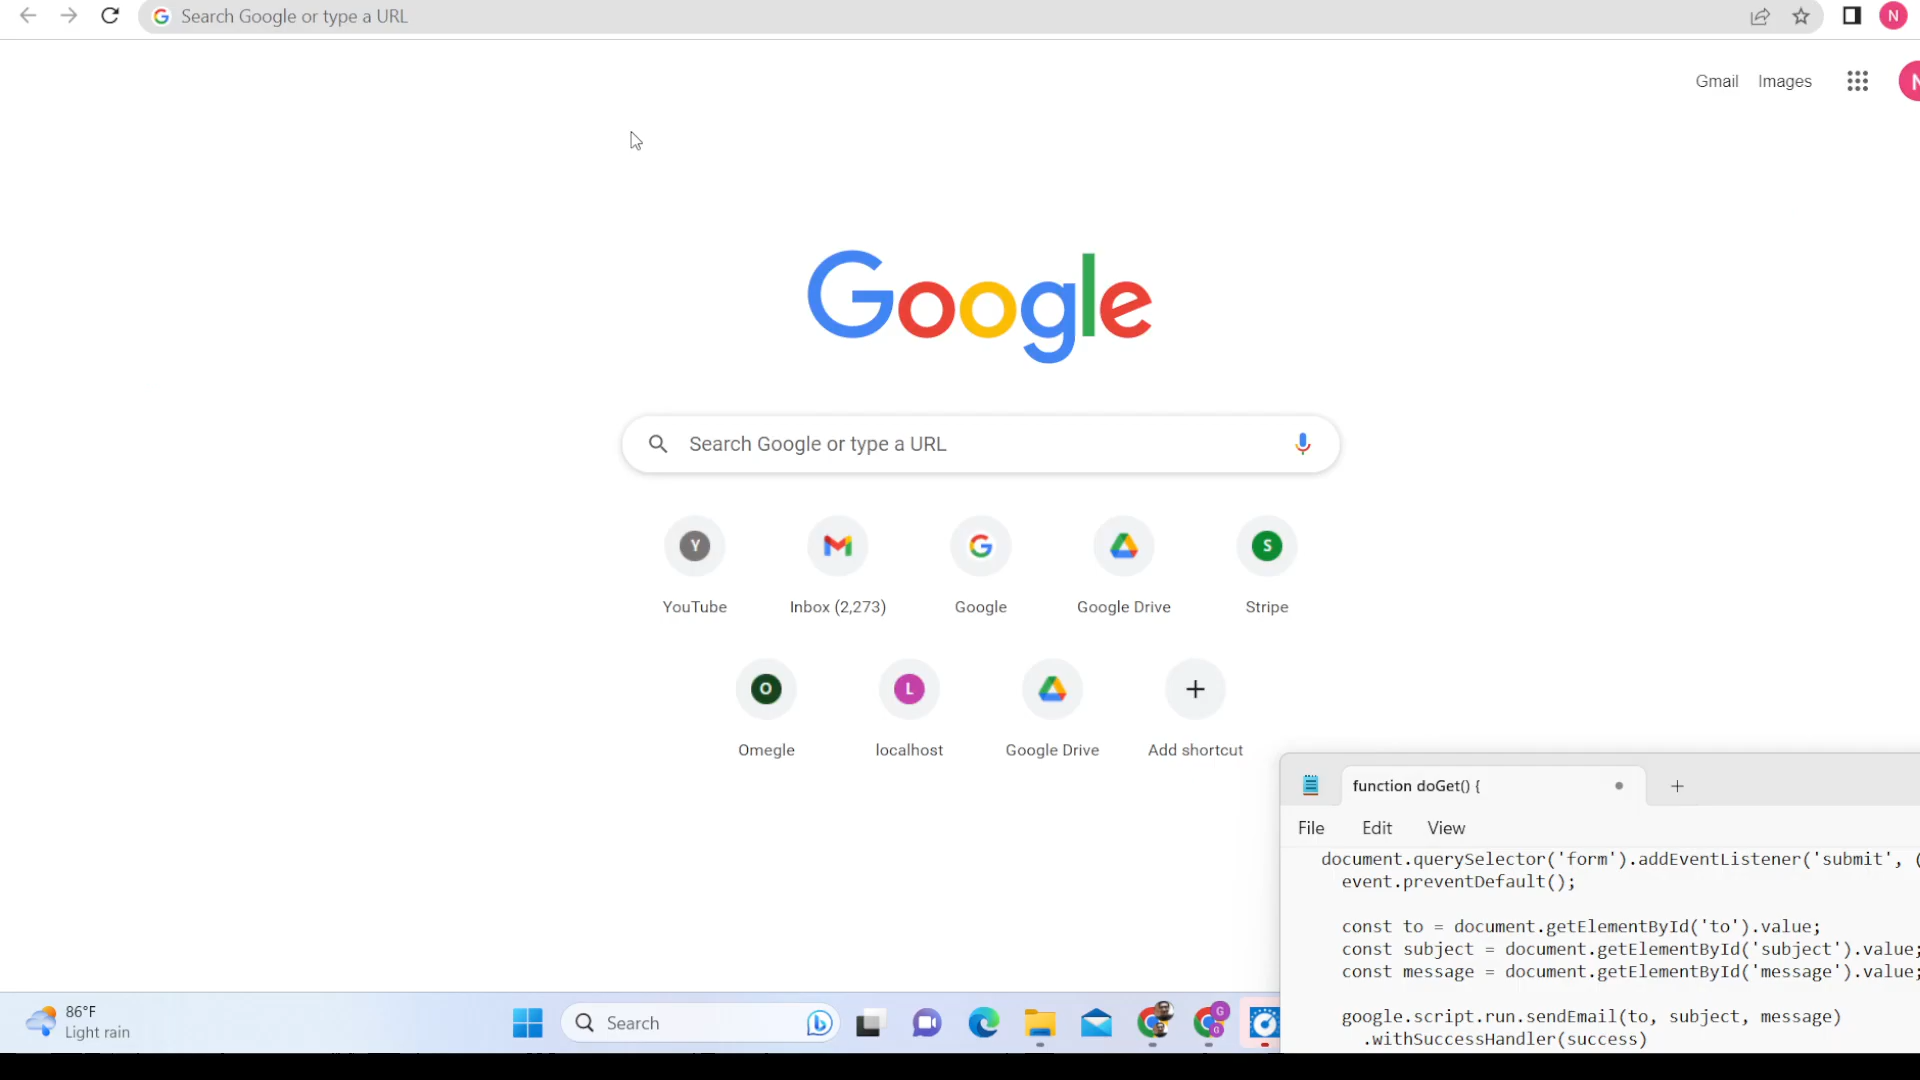 Search Google or type a URL
N
Gmail
Images
N
Google
Search Google or type a URL
Y
S
YouTube
Inbox (2,273)
Google
Google Drive
Stripe
O
L
Omegle
localhost
Google Drive
Add shortcut
function doGet() {
File
Edit
View
document.querySelector('form').addEventListener('submit', (
event.preventDefault();
const to = document.getElementById('to').value;
const subject = document.getElementById('subject').value;
const message = document.getElementById('message').value;
google.script.run.sendEmail(to, subject, message)
.withSuccessHandler(success)
86°F
Light rain
Search
G